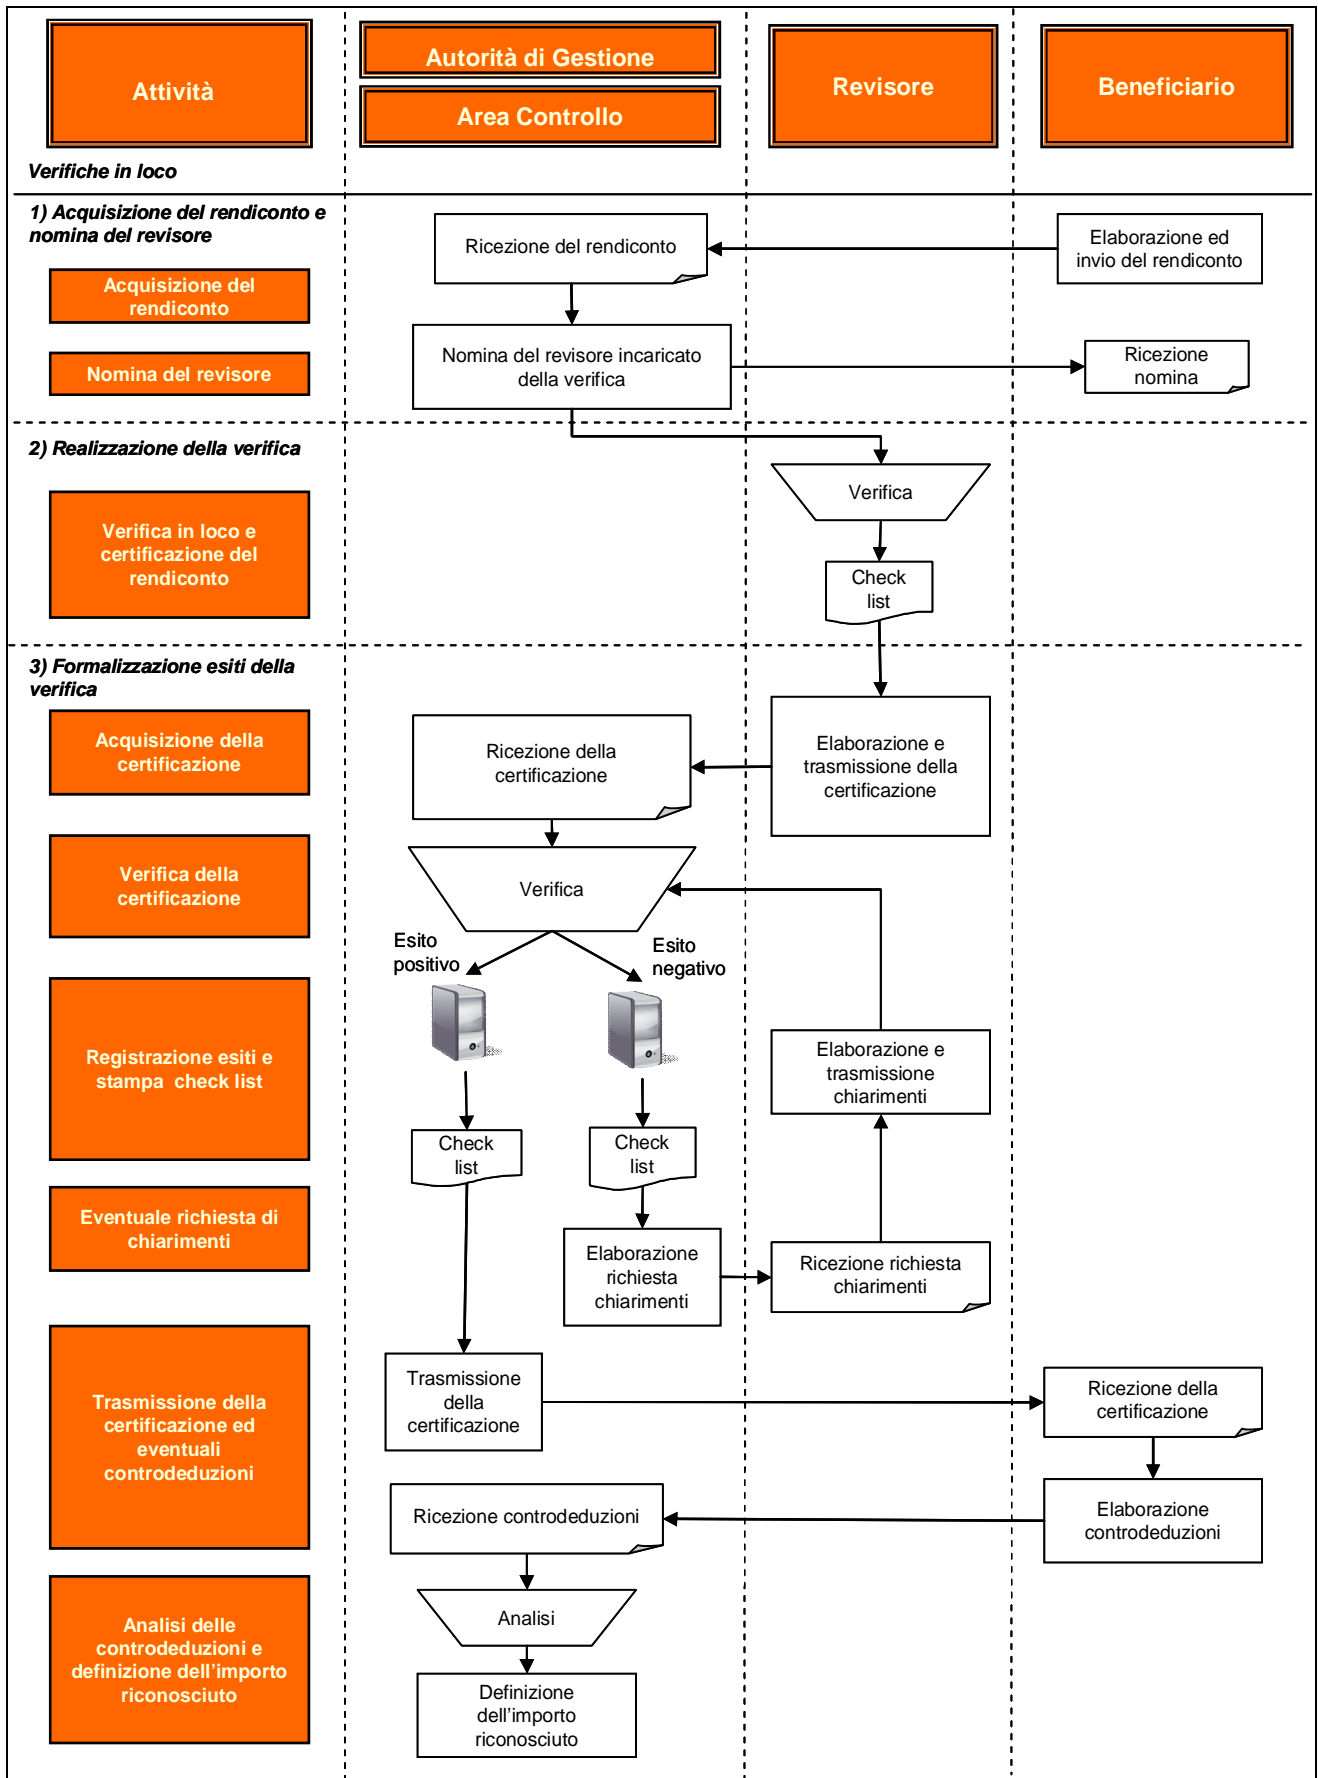 Attività
Autorità di Gestione
Area Controllo
Revisore
Beneficiario
Verifiche in loco
1) Acquisizione del rendiconto e
nomina del revisore
Ricezione del rendiconto
Elaborazione ed
invio del rendiconto
Acquisizione del
rendiconto
Nomina del revisore
Nomina del revisore incaricato
della verifica
Ricezione
nomina
2) Realizzazione della verifica
Verifica in loco e
certificazione del
rendiconto
Verifica
Check
list
3) Formalizzazione esiti della
verifica
Acquisizione della
certificazione
Ricezione della
certificazione
Elaborazione e
trasmissione della
certificazione
Verifica della
certificazione
Verifica
Esito
positivo
Esito
negativo
Registrazione esiti e
stampa check list
Elaborazione e
trasmissione
chiarimenti
Check
list
Check
list
Eventuale richiesta di
chiarimenti
Elaborazione
richiesta
chiarimenti
Ricezione richiesta
chiarimenti
Trasmissione della
certificazione ed
eventuali
controdeduzioni
Trasmissione
della
certificazione
Ricezione della
certificazione
Ricezione controdeduzioni
Elaborazione
controdeduzioni
Analisi delle
controdeduzioni e
definizione dell'importo
riconosciuto
Analisi
Definizione
dell'importo
riconosciuto